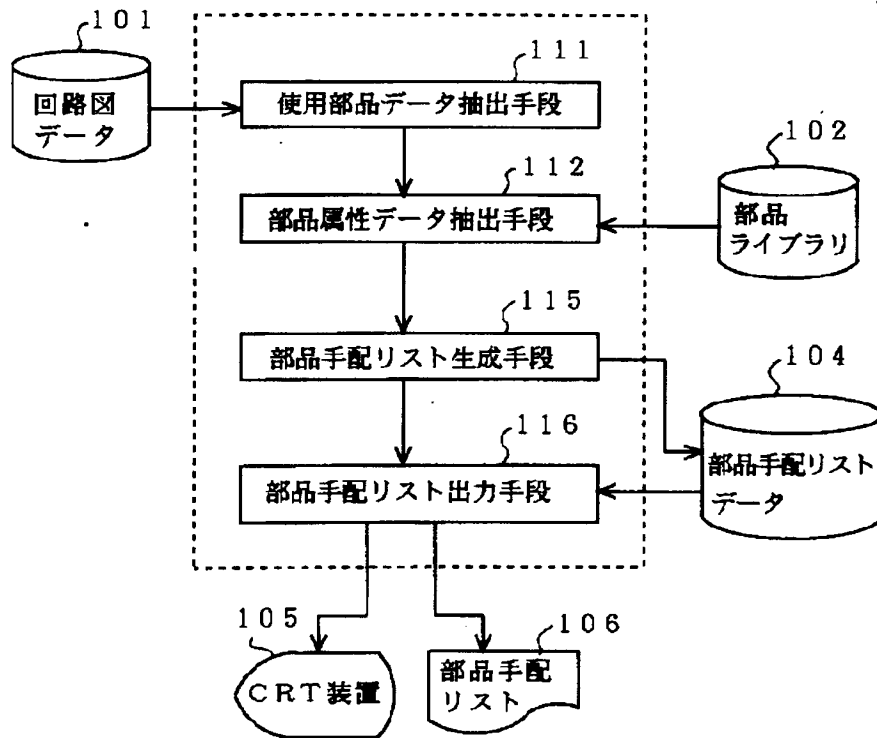 101
回路図
データ
111
使用部品データ抽出手段
112
部品属性データ抽出手段
102
部品
ライブラリ
115
部品手配リスト生成手段
104
部品手配リスト
データ
116
部品手配リスト出力手段
105
CRT装置
106
部品手配
リスト